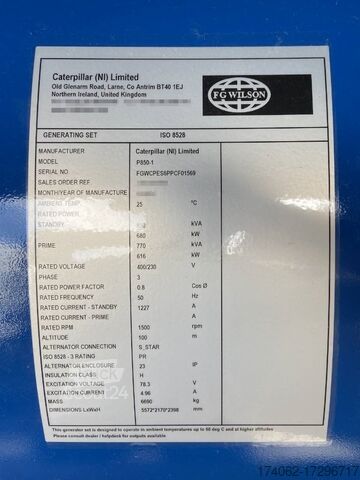 Caterpillar (NI) Limited
Old Glenarm Road, Larne, Co Antrim BT40 1EJ
Northern Ireland, United Kingdom
FG WILSON
GENERATING SET ISO 8528
MANUFACTURER Caterpillar (NI) Limited
MODEL P850-1
SERIAL NO FGWCPES6PPCF01569
SALES ORDER REF.
MONTH/YEAR OF MANUFACTURE
AMBIENT TEMP. 25 °C
RATED POWER
STANDBY kVA
680 kW
PRIME 770 kVA
616 kW
RATED VOLTAGE 400/230 V
PHASE 3
RATED POWER FACTOR 0.8 Cos Ø
RATED FREQUENCY 50 Hz
RATED CURRENT - STANDBY 1227 A
RATED CURRENT - PRIME A
RATED RPM 1500 rpm
ALTITUDE 100 m
ALTERNATOR CONNECTION S_STAR
ISO 8528 - 3 RATING PR
ALTERNATOR ENCLOSURE 23 IP
INSULATION CLASS H
EXCITATION VOLTAGE 78.3 V
EXCITATION CURRENT 4.96 A
MASS 6690 kg
DIMENSIONS LxWxH 5572*2170*2398 mm
This generating set is designed to operate in ambient temperatures up to 50 deg C and at higher altitudes
Please consult dealer / helpdesk for outputs available
174062-17296717